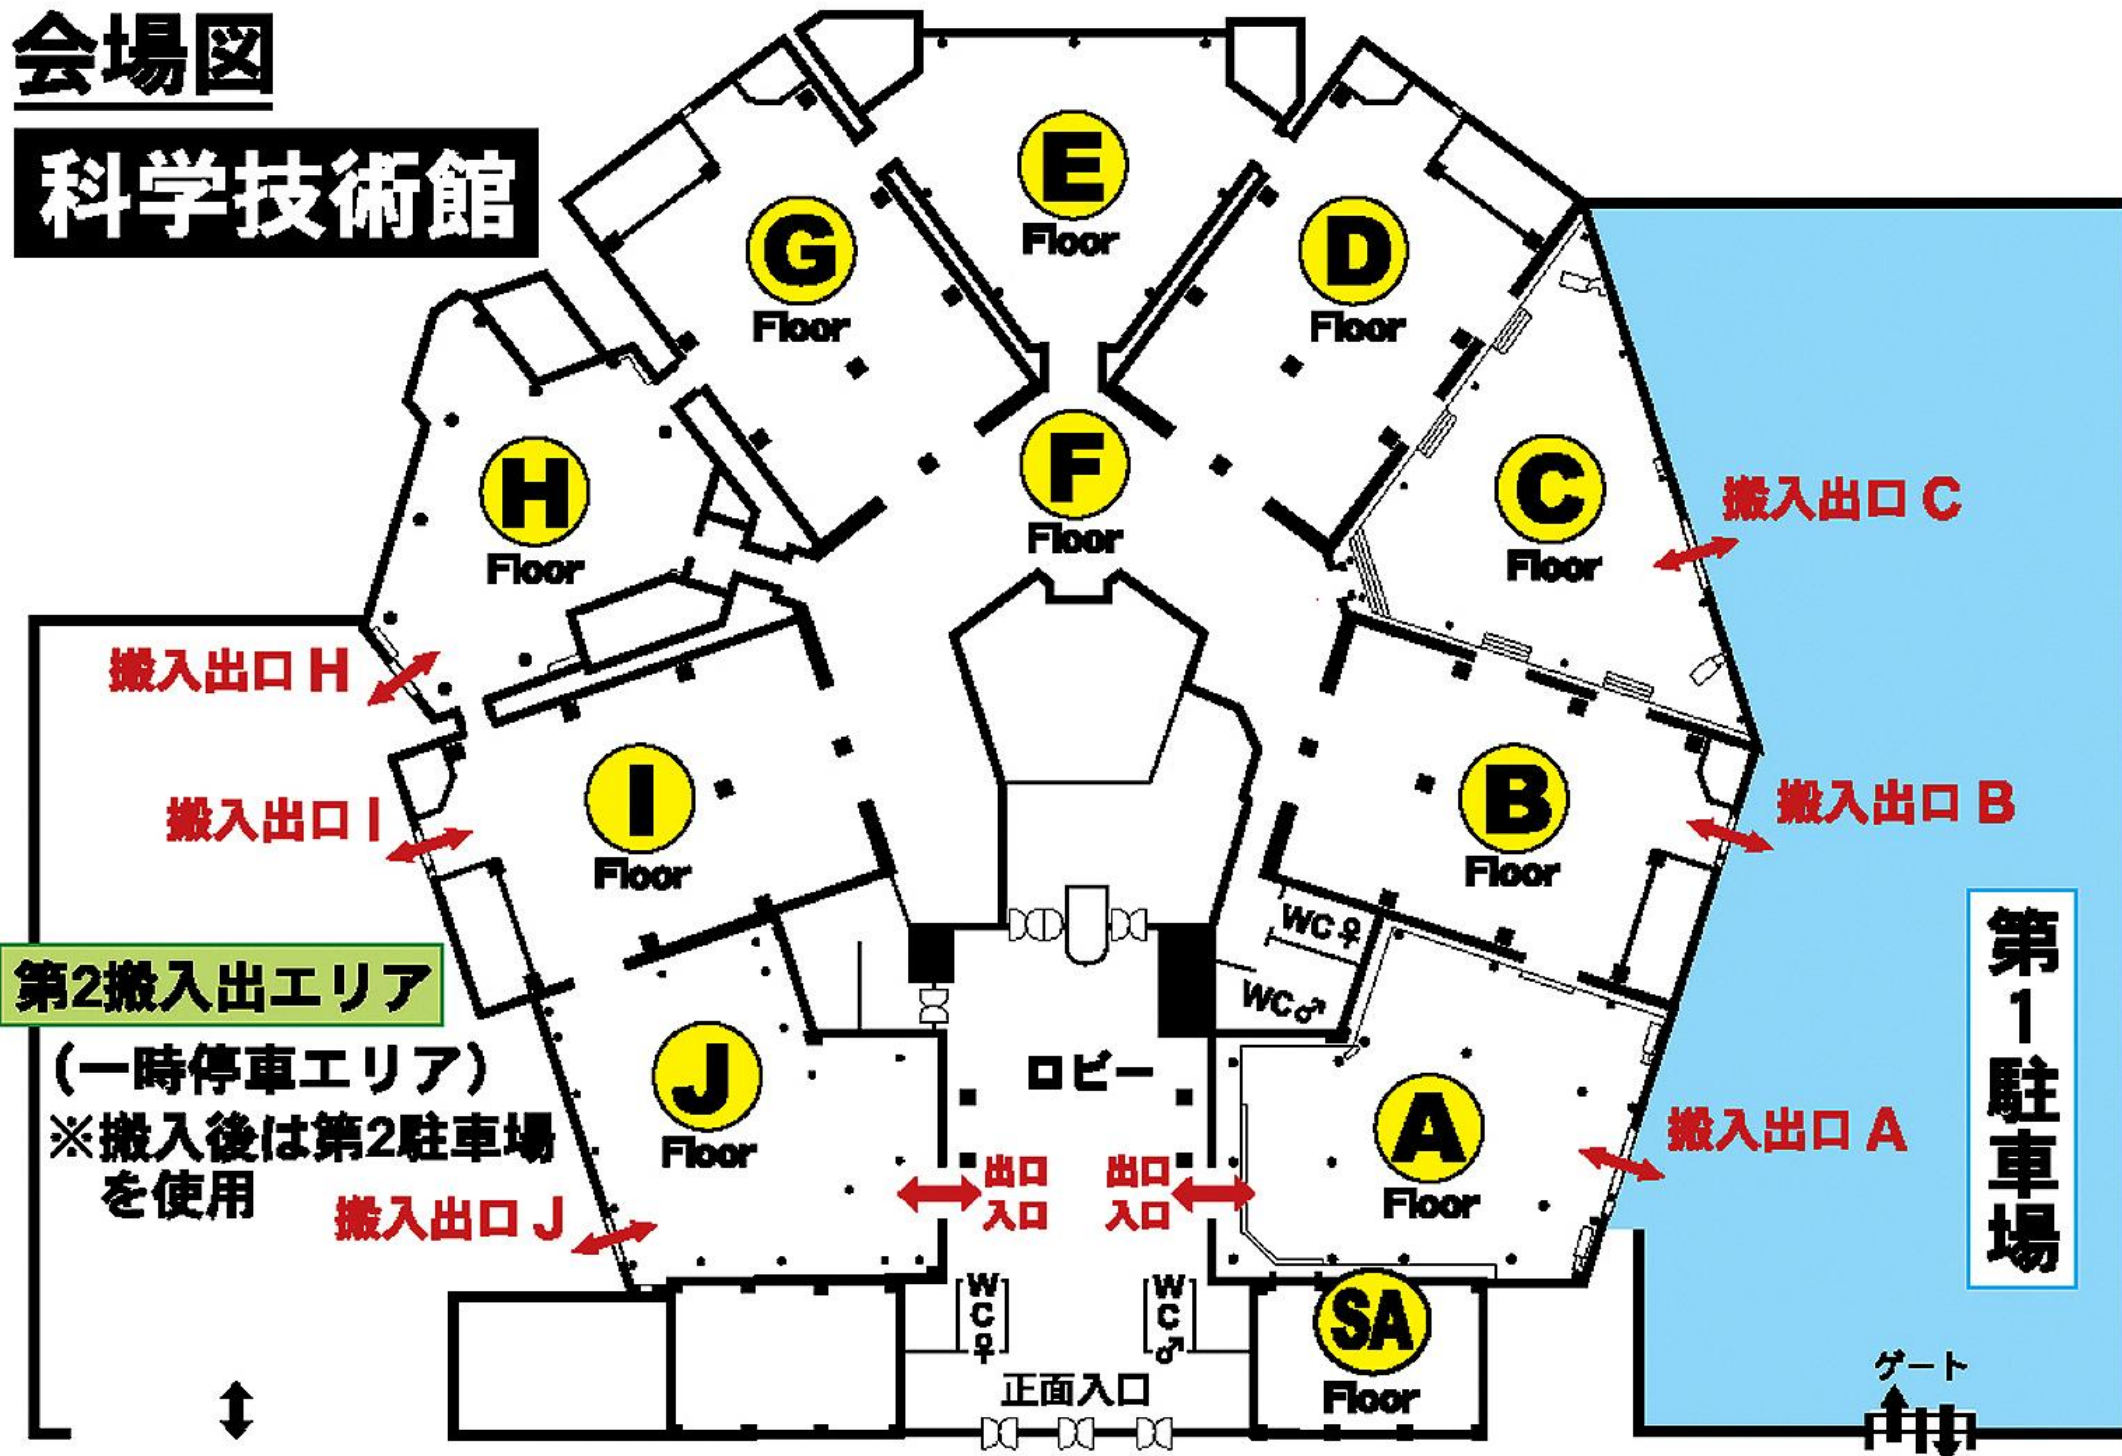 会場図
科学技術館
E
Floor
G
Floor
D
Floor
H
Floor
F
Floor
C
Floor
搬入出口 C
搬入出口 H
I
Floor
B
Floor
搬入出口 I
搬入出口 B
WC♀
WC♂
第2搬入出エリア
(一時停車エリア)
※搬入後は第2駐車場
を使用
第1駐車場
J
Floor
ロビー
A
Floor
搬入出口 A
搬入出口 J
出口
入口
出口
入口
WC♀
WC♂
SA
Floor
正面入口
ゲート